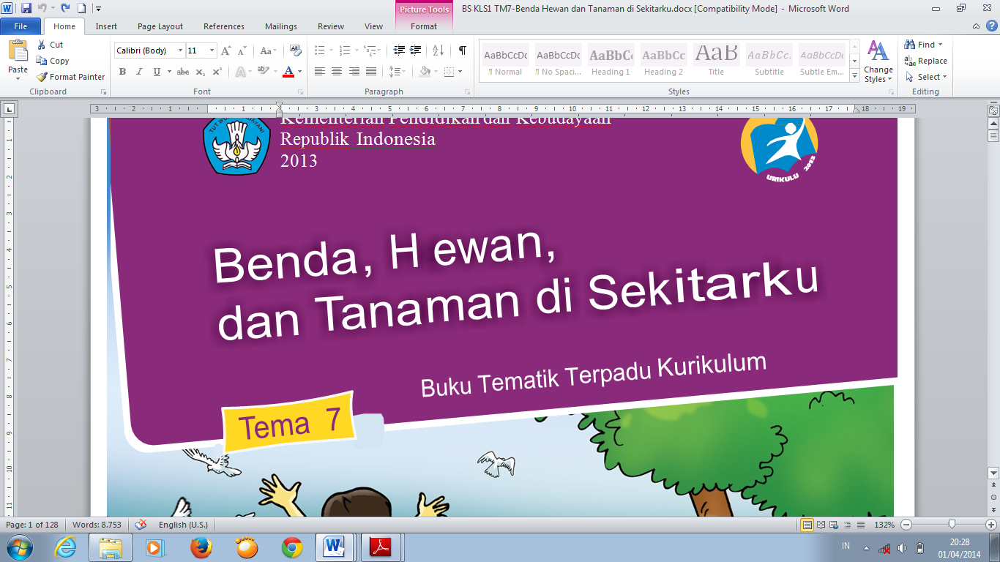 BS KLS1 TM7-Benda Hewan dan Tanaman di Sekitarku.docx [Compatibility Mode] - Microsoft Word
Picture Tools
File Home Insert Page Layout References Mailings Review View Format
Paste
Cut
Copy
Format Painter
Clipboard
Calibri (Body) 11
Font
Paragraph
AaBbCcDc AaBbCcDc AaBbCc AaBbCc AaB AaBbCc. AaBbCcDc
¶ Normal ¶ No Spaci... Heading 1 Heading 2 Title Subtitle Subtle Em...
Change Styles
Styles
Find
Replace
Select
Editing
3 2 1 1 2 3 4 5 6 7 8 9 10 11 12 13 14 15 16 17 18 19
Kementerian Pendidikan dan Kebudayaan
Republik Indonesia
2013
URIKULU 2013
Benda, H ewan,
dan Tanaman di Sekitarku
Buku Tematik Terpadu Kurikulum
Tema 7
Page: 1 of 128 Words: 8.753 English (U.S.) 132%
IN 20:28
01/04/2014